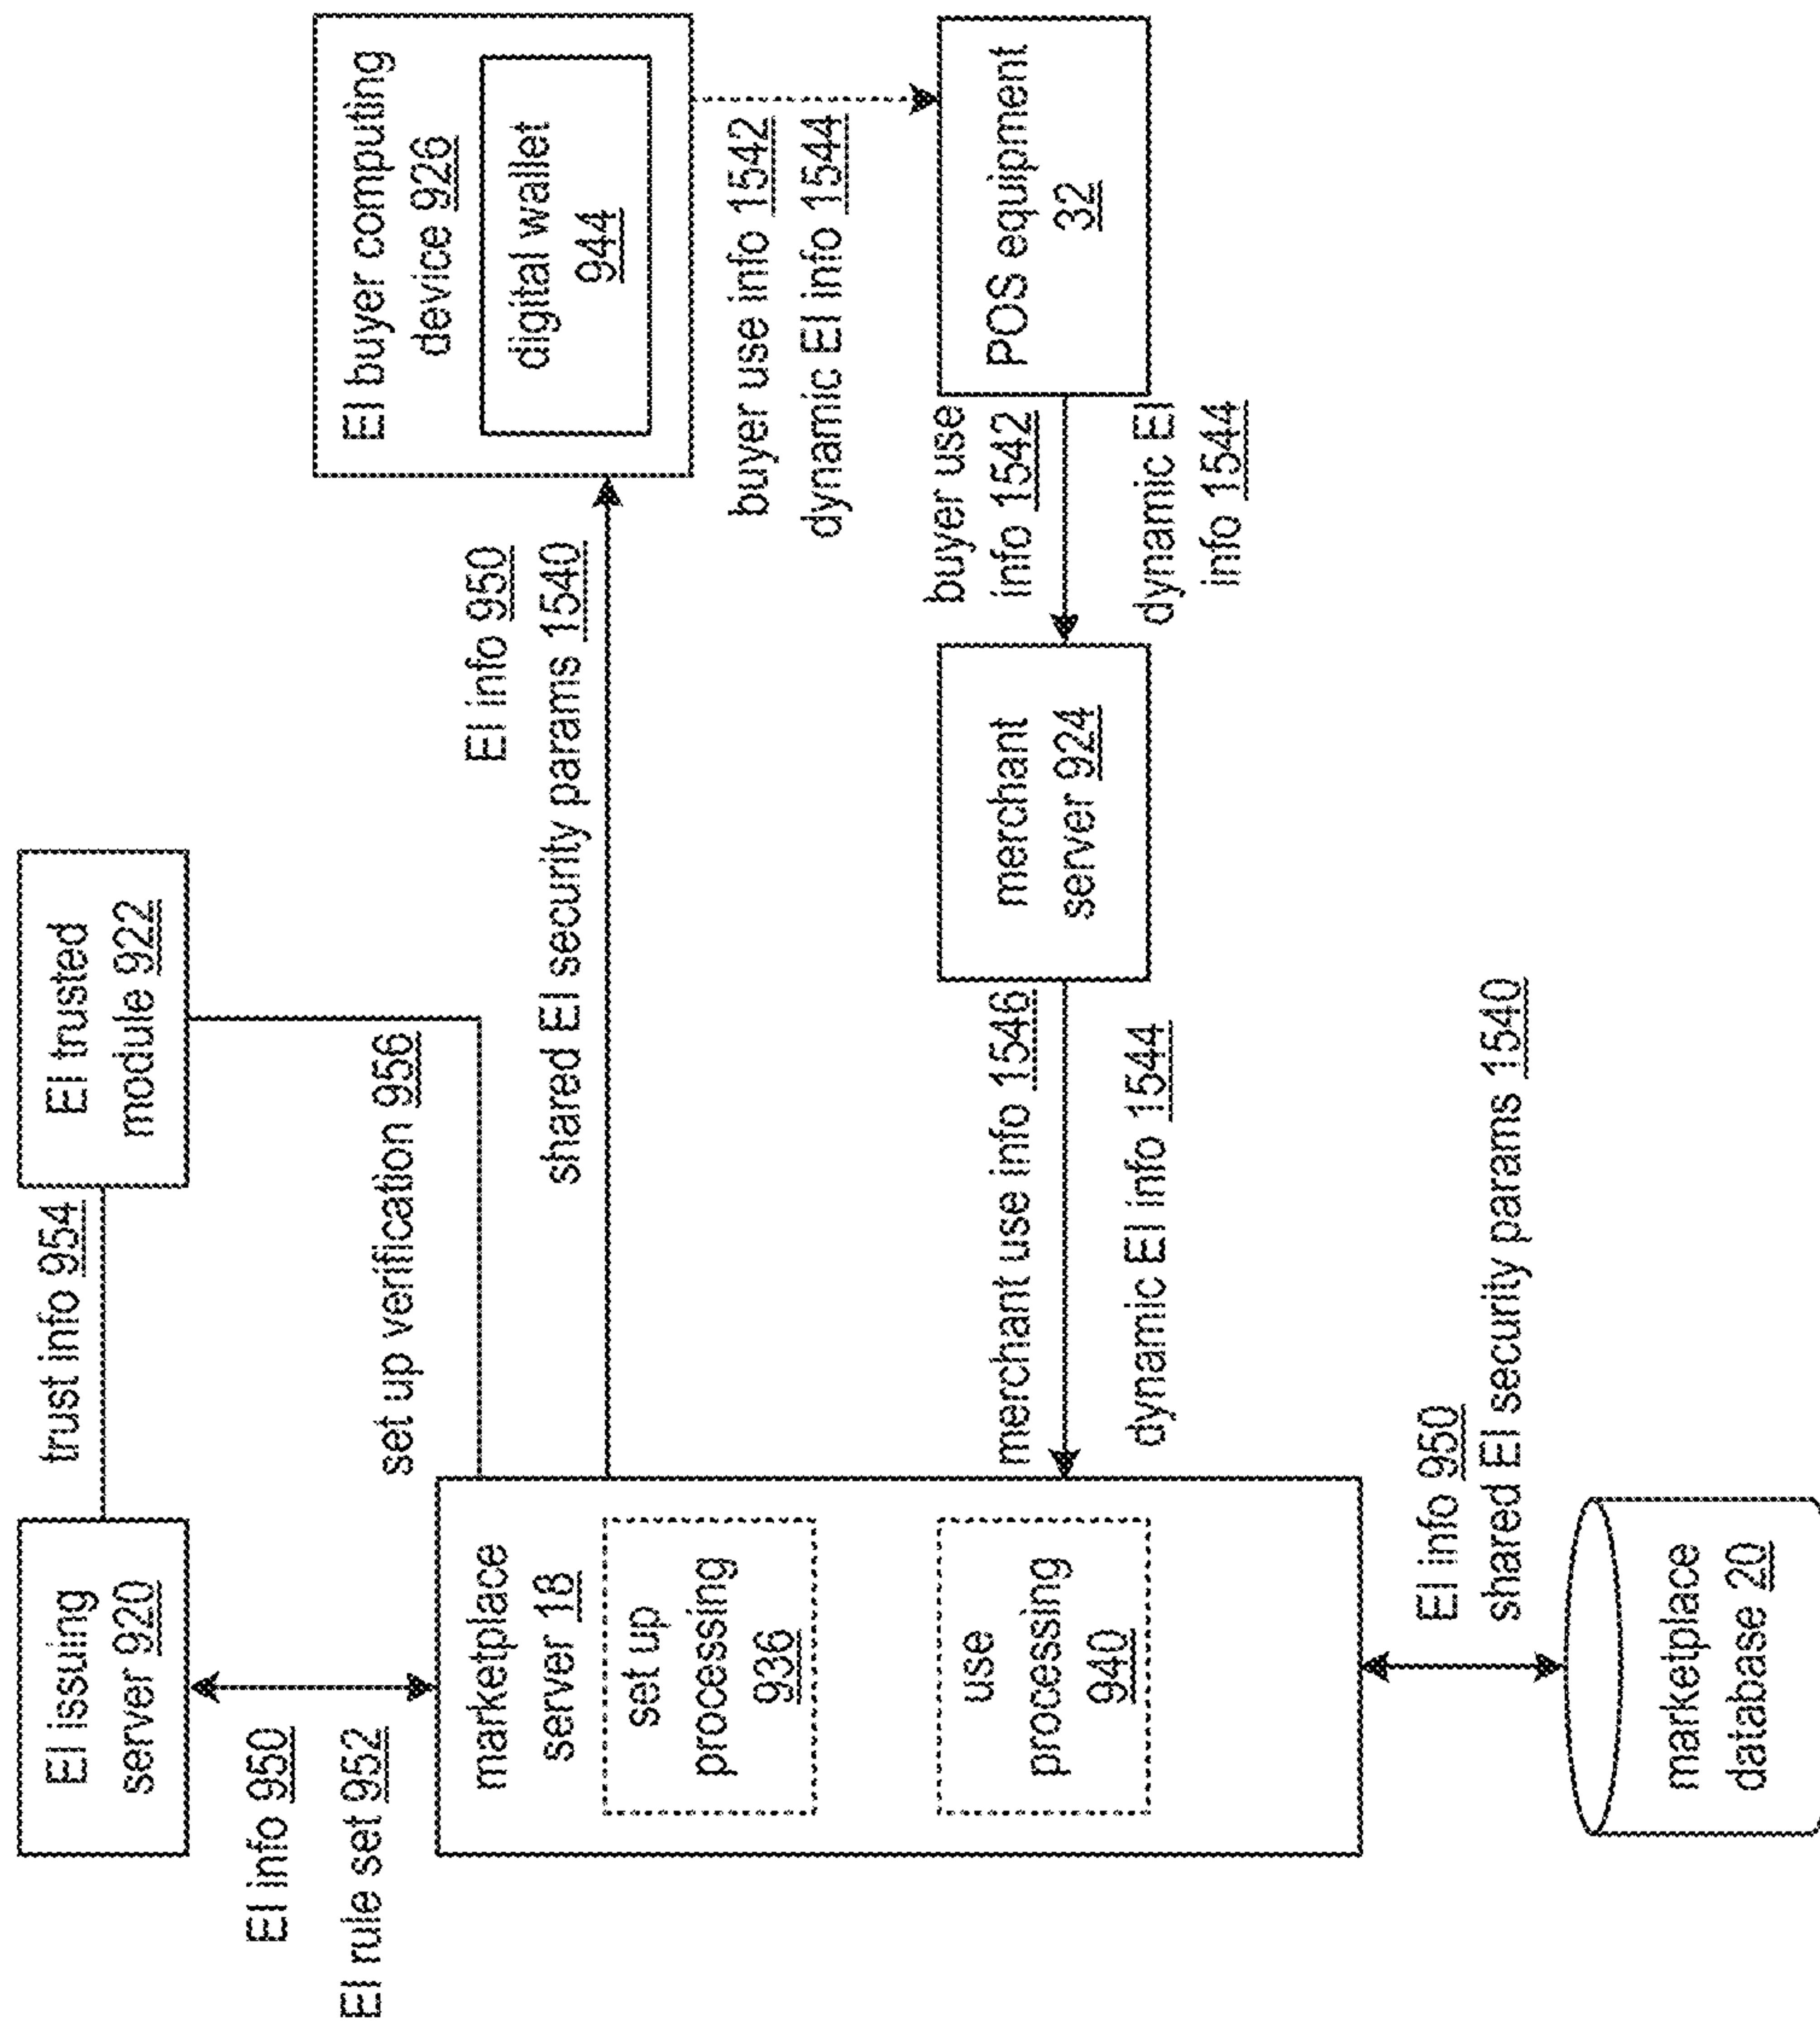 EI issuing
server 920
trust info 954
EI trusted
module 922
EI info 950
EI rule set 952
set up verification 956
EI buyer computing
device 926
digital wallet
944
marketplace
server 18
set up
processing
936
EI info 950
shared EI security params 1540
buyer use info 1542
dynamic EI info 1544
use
processing
940
merchant use info 1546
dynamic EI info 1544
merchant
server 924
buyer use
info 1542
dynamic EI
info 1544
POS equipment
32
EI info 950
shared EI security params 1540
marketplace
database 20